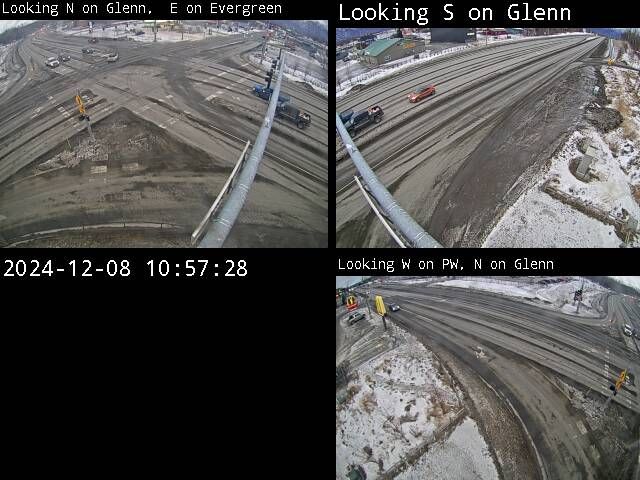 Looking N on Glenn,  E on Evergreen
Looking S on Glenn
2024-12-08 10:57:28
Looking W on PW, N on Glenn